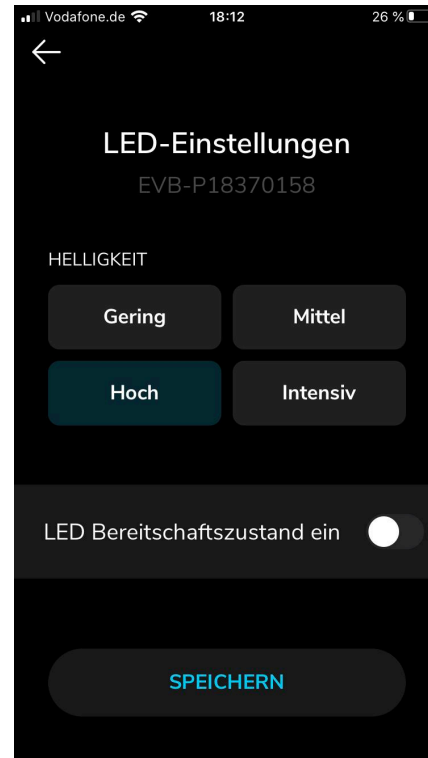 Vodafone.de 18:12 26 %
LED-Einstellungen
EVB-P18370158
HELLIGKEIT
Gering Mittel
Hoch Intensiv
LED Bereitschaftszustand ein
SPEICHERN